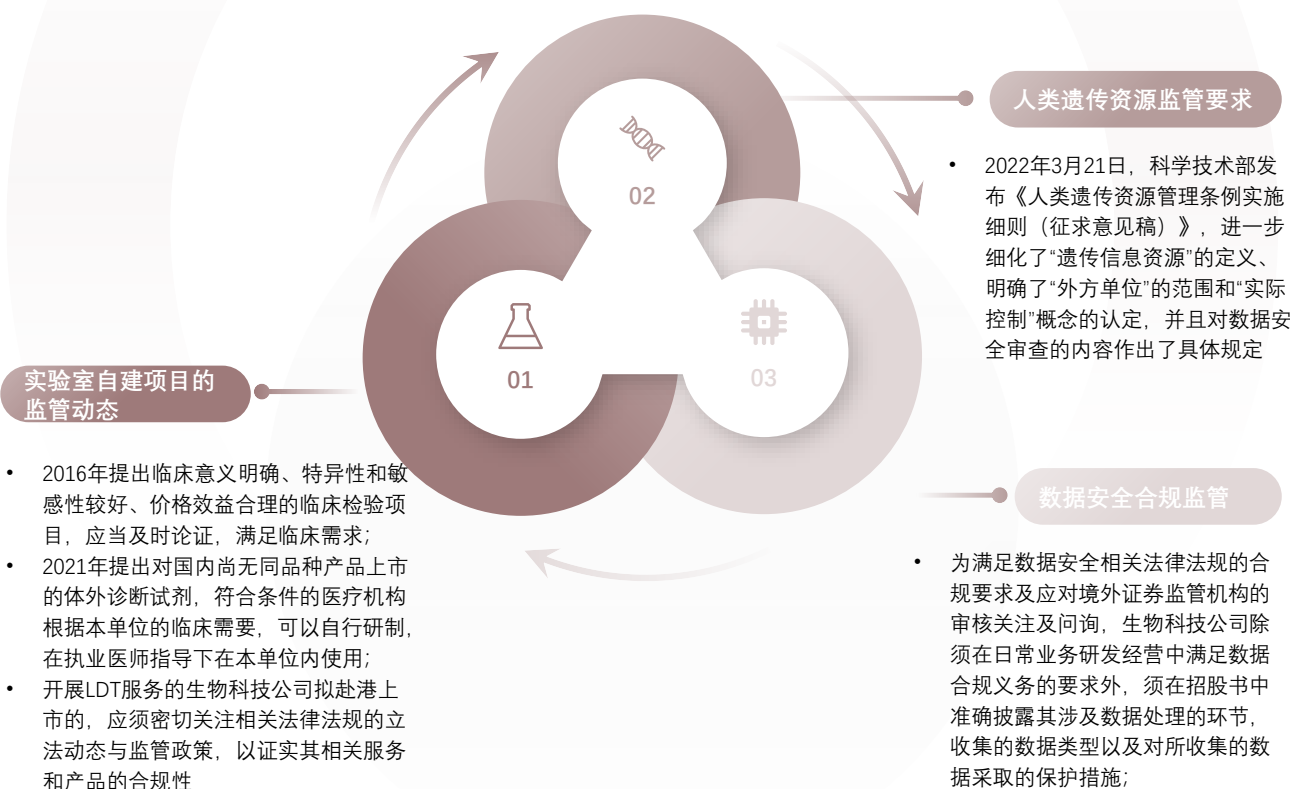 人类遗传资源监管要求
• 2022年3月21日，科学技术部发
布《人类遗传资源管理条例实施
细则（征求意见稿）》，进一步
细化了“遗传信息资源”的定义、
明确了“外方单位”的范围和“实际
控制”概念的认定，并且对数据安
全审查的内容作出了具体规定
02
01
03
实验室自建项目的
监管动态
• 2016年提出临床意义明确、特异性和敏
感性较好、价格效益合理的临床检验项
目，应当及时论证，满足临床需求；
• 2021年提出对国内尚无同品种产品上市
的体外诊断试剂，符合条件的医疗机构
根据本单位的临床需要，可以自行研制，
在执业医师指导下在本单位内使用；
• 开展LDT服务的生物科技公司拟赴港上
市的，应须密切关注相关法律法规的立
法动态与监管政策，以证实其相关服务
和产品的合规性
数据安全合规监管
• 为满足数据安全相关法律法规的合
规要求及应对境外证券监管机构的
审核关注及问询，生物科技公司除
须在日常业务研发经营中满足数据
合规义务的要求外，须在招股书中
准确披露其涉及数据处理的环节，
收集的数据类型以及对所收集的数
据采取的保护措施；